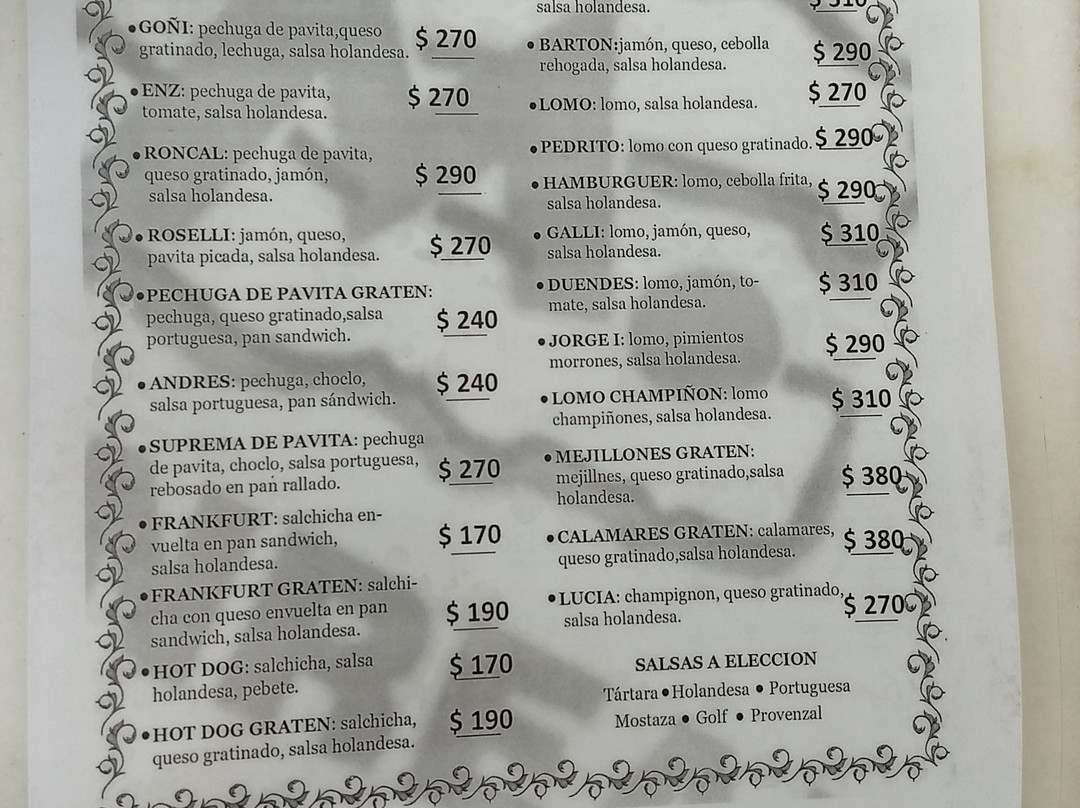 • GOÑI: pechuga de pavita,queso
gratinado, lechuga, salsa holandesa. $ 270
• ENZ: pechuga de pavita,
tomate, salsa holandesa. $ 270
• RONCAL: pechuga de pavita,
queso gratinado, jamón,
salsa holandesa. $ 290
• ROSELLI: jamón, queso,
pavita picada, salsa holandesa. $ 270
• PECHUGA DE PAVITA GRATEN:
pechuga, queso gratinado,salsa
portuguesa, pan sandwich. $ 240
• ANDRES: pechuga, choclo,
salsa portuguesa, pan sándwich. $ 240
• SUPREMA DE PAVITA: pechuga
de pavita, choclo, salsa portuguesa,
rebosado en pan rallado. $ 270
• FRANKFURT: salchicha en-
vuelta en pan sandwich,
salsa holandesa. $ 170
• FRANKFURT GRATEN: salchi-
cha con queso envuelta en pan
sandwich, salsa holandesa. $ 190
• HOT DOG: salchicha, salsa
holandesa, pebete. $ 170
• HOT DOG GRATEN: salchicha,
queso gratinado, salsa holandesa. $ 190
salsa holandesa. $ 310
• BARTON:jamón, queso, cebolla
rehogada, salsa holandesa. $ 290
• LOMO: lomo, salsa holandesa. $ 270
• PEDRITO: lomo con queso gratinado. $ 290
• HAMBURGUER: lomo, cebolla frita,
salsa holandesa. $ 290
• GALLI: lomo, jamón, queso,
salsa holandesa. $ 310
• DUENDES: lomo, jamón, to-
mate, salsa holandesa. $ 310
• JORGE I: lomo, pimientos
morrones, salsa holandesa. $ 290
• LOMO CHAMPIÑON: lomo
champiñones, salsa holandesa. $ 310
• MEJILLONES GRATEN:
mejillnes, queso gratinado,salsa
holandesa. $ 380
• CALAMARES GRATEN: calamares,
queso gratinado,salsa holandesa. $ 380
• LUCIA: champignon, queso gratinado,
salsa holandesa. $ 270
SALSAS A ELECCION
Tártara • Holandesa • Portuguesa
Mostaza • Golf • Provenzal